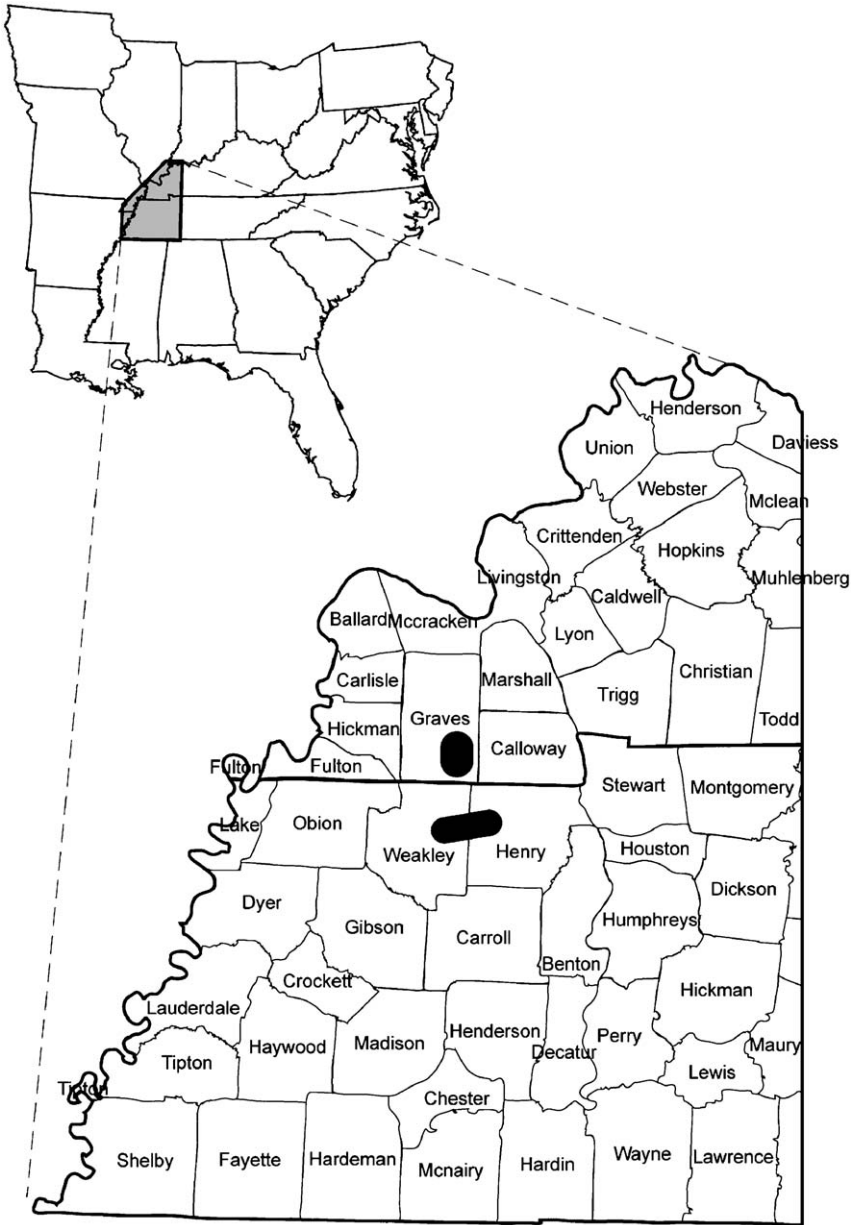 Henderson
Daviess
Union
Webster
Mclean
Crittenden
Hopkins
Livingston
Muhlenberg
Caldwell
Ballard
Mccracken
Lyon
Carlisle
Marshall
Christian
Trigg
Graves
Hickman
Todd
Calloway
Fulton
Fulton
Stewart
Montgomery
Lake
Obion
Weakley
Henry
Houston
Dickson
Dyer
Gibson
Humphreys
Carroll
Benton
Crockett
Hickman
Lauderdale
Henderson
Perry
Madison
Haywood
Decatur
Maury
Tipton
Lewis
Tipton
Chester
Shelby
Fayette
Hardeman
Mcnairy
Hardin
Wayne
Lawrence